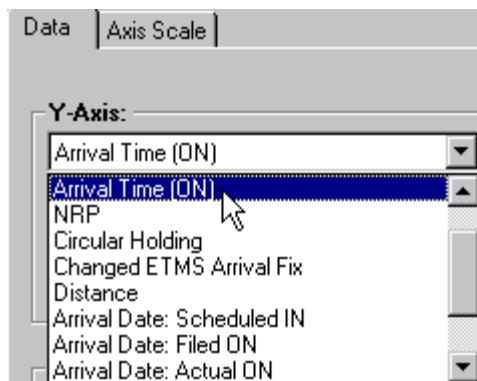 Data
Axis Scale
Y-Axis:
Arrival Time (ON)
Arrival Time (ON)
NRP
Circular Holding
Changed ETMS Arrival Fix
Distance
Arrival Date: Scheduled IN
Arrival Date: Filed ON
Arrival Date: Actual ON